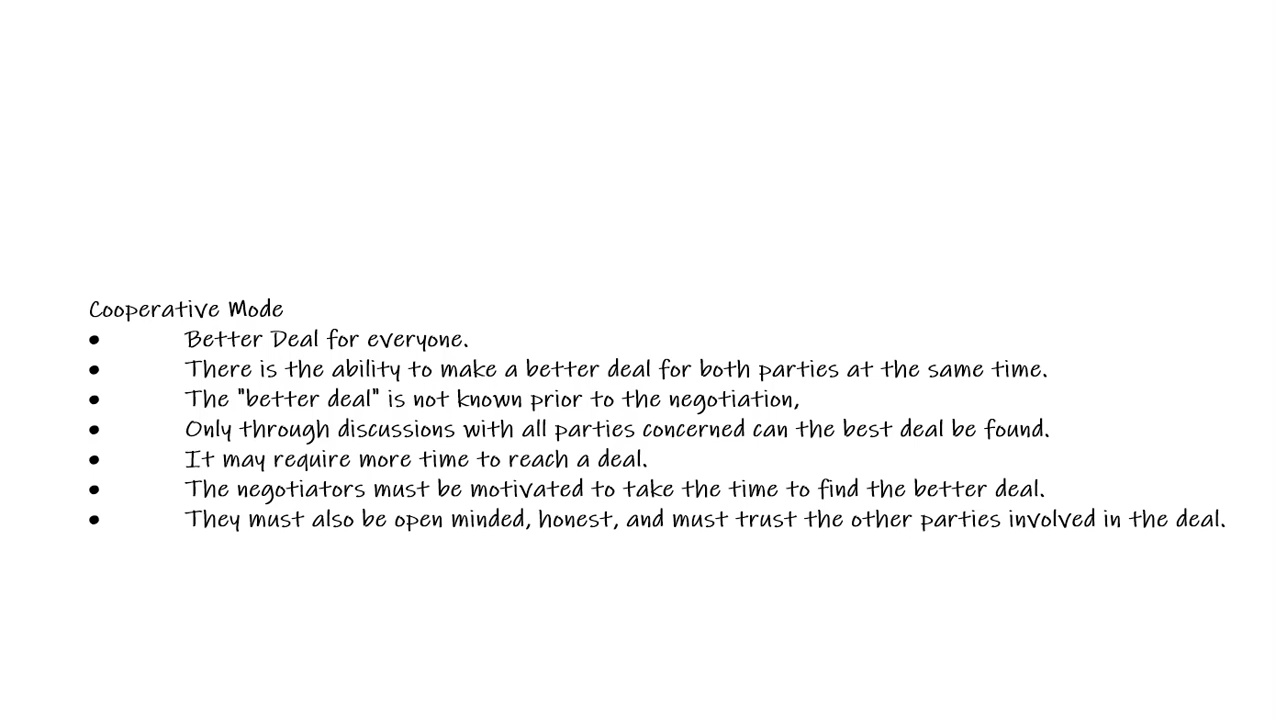 Cooperative Mode
• Better Deal for everyone.
• There is the ability to make a better deal for both parties at the same time.
• The "better deal" is not known prior to the negotiation,
• Only through discussions with all parties concerned can the best deal be found.
• It may require more time to reach a deal.
• The negotiators must be motivated to take the time to find the better deal.
• They must also be open minded, honest, and must trust the other parties involved in the deal.